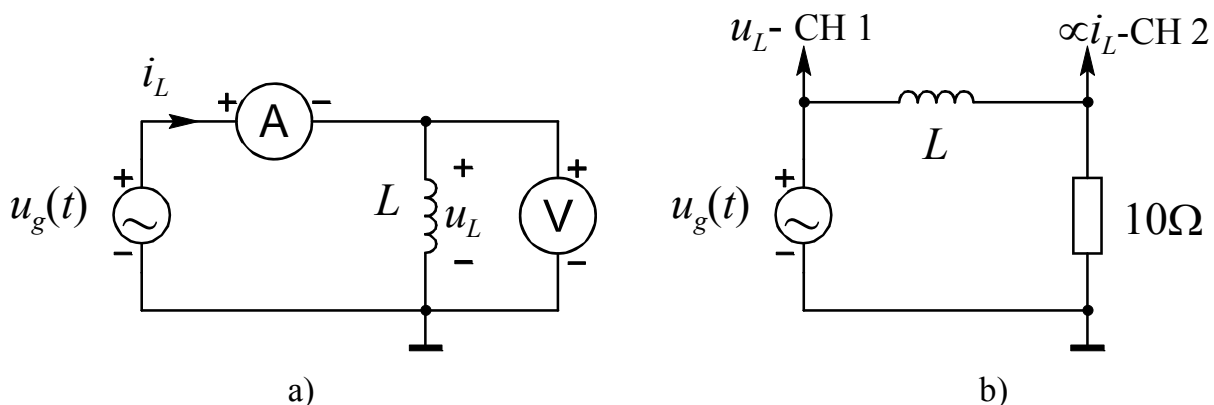 u_L - CH 1
∝i_L-CH 2
i_L
+ −
A
L
+
u_g(t)
+
−
L
+
u_L
−
+
V
−
u_g(t)
+
−
10Ω
a)
b)